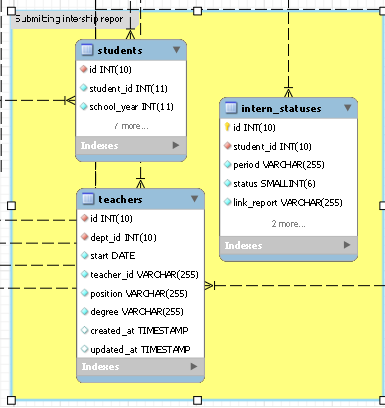 Submitting intership repor
students
id INT(10)
student_id INT(11)
school_year INT(11)
7 more...
Indexes
intern_statuses
id INT(10)
student_id INT(10)
period VARCHAR(255)
status SMALLINT(6)
link_report VARCHAR(255)
2 more...
Indexes
teachers
id INT(10)
dept_id INT(10)
start DATE
teacher_id VARCHAR(255)
position VARCHAR(255)
degree VARCHAR(255)
created_at TIMESTAMP
updated_at TIMESTAMP
Indexes